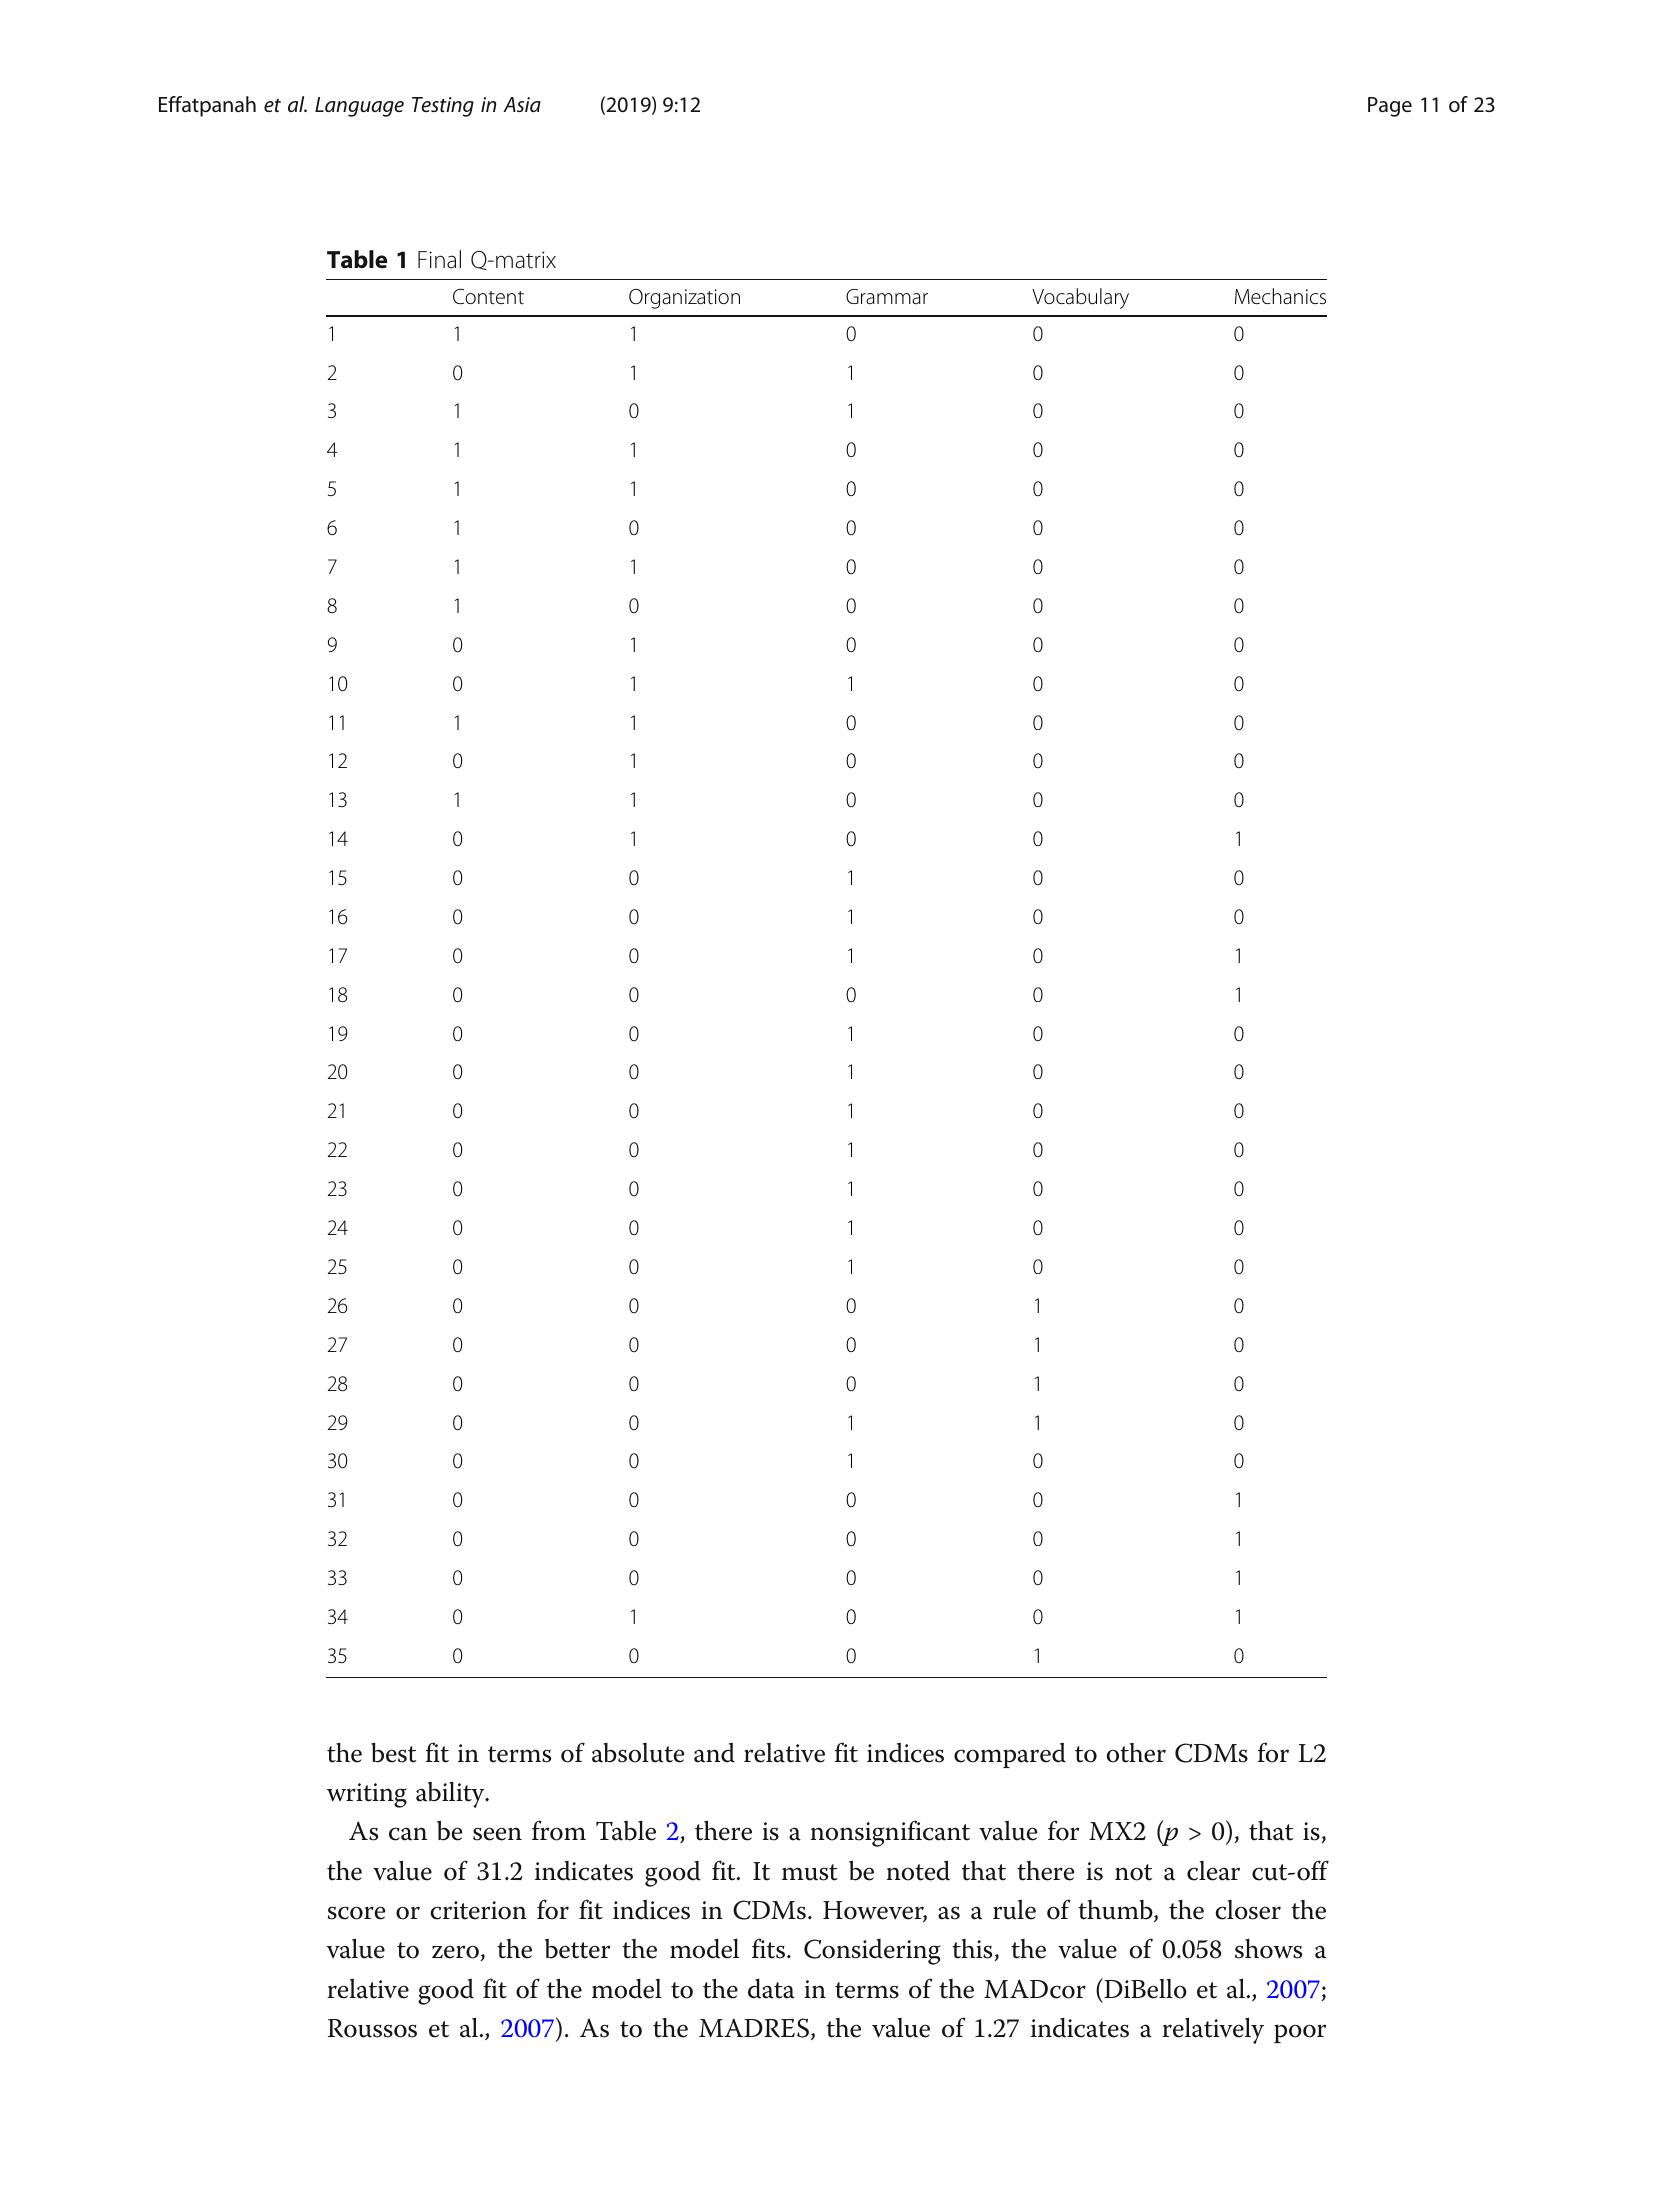 Effatpanah et al. Language Testing in Asia (2019) 9:12 Page 11 of 23
Table 1 Final Q-matrix
Content Organization Grammar Vocabulary Mechanics
1 1 1 0 0 0
2 0 1 1 0 0
3 1 0 1 0 0
4 1 1 0 0 0
5 1 1 0 0 0
6 1 0 0 0 0
7 1 1 0 0 0
8 1 0 0 0 0
9 0 1 0 0 0
10 0 1 1 0 0
11 1 1 0 0 0
12 0 1 0 0 0
13 1 1 0 0 0
14 0 1 0 0 1
15 0 0 1 0 0
16 0 0 1 0 0
17 0 0 1 0 1
18 0 0 0 0 1
19 0 0 1 0 0
20 0 0 1 0 0
21 0 0 1 0 0
22 0 0 1 0 0
23 0 0 1 0 0
24 0 0 1 0 0
25 0 0 1 0 0
26 0 0 0 1 0
27 0 0 0 1 0
28 0 0 0 1 0
29 0 0 1 1 0
30 0 0 1 0 0
31 0 0 0 0 1
32 0 0 0 0 1
33 0 0 0 0 1
34 0 1 0 0 1
35 0 0 0 1 0
the best fit in terms of absolute and relative fit indices compared to other CDMs for L2
writing ability.
As can be seen from Table 2, there is a nonsignificant value for MX2 (p > 0), that is,
the value of 31.2 indicates good fit. It must be noted that there is not a clear cut-off
score or criterion for fit indices in CDMs. However, as a rule of thumb, the closer the
value to zero, the better the model fits. Considering this, the value of 0.058 shows a
relative good fit of the model to the data in terms of the MADcor (DiBello et al., 2007;
Roussos et al., 2007). As to the MADRES, the value of 1.27 indicates a relatively poor